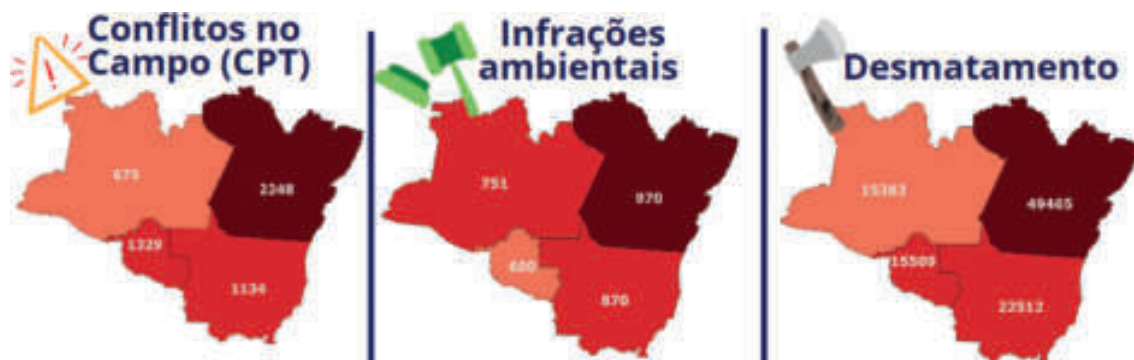 Conflitos no
Campo (CPT)
675
2248
1329
1134
Infrações
ambientais
751
970
600
870
Desmatamento
15383
49465
15509
22512